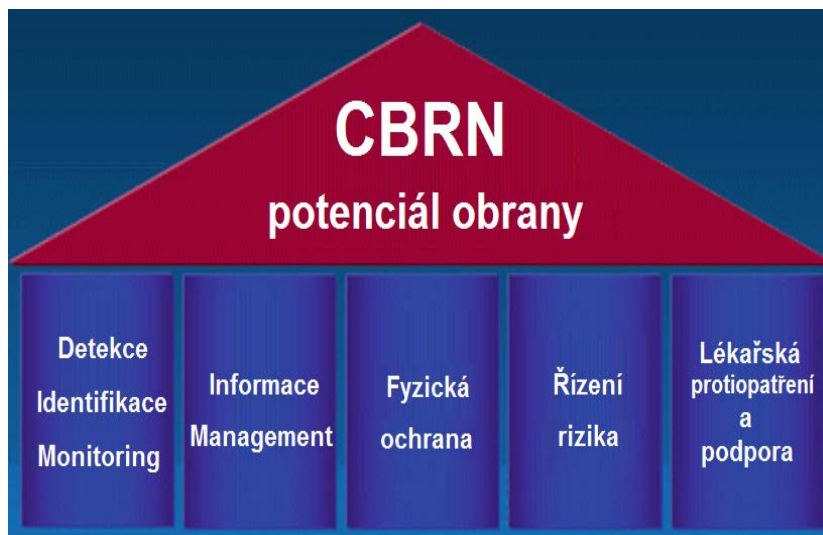 CBRN
potenciál obrany
Detekce
Identifikace
Monitoring
Informace
Management
Fyzická
ochrana
Řízení
rizika
Lékařská
protiopatření
a
podpora